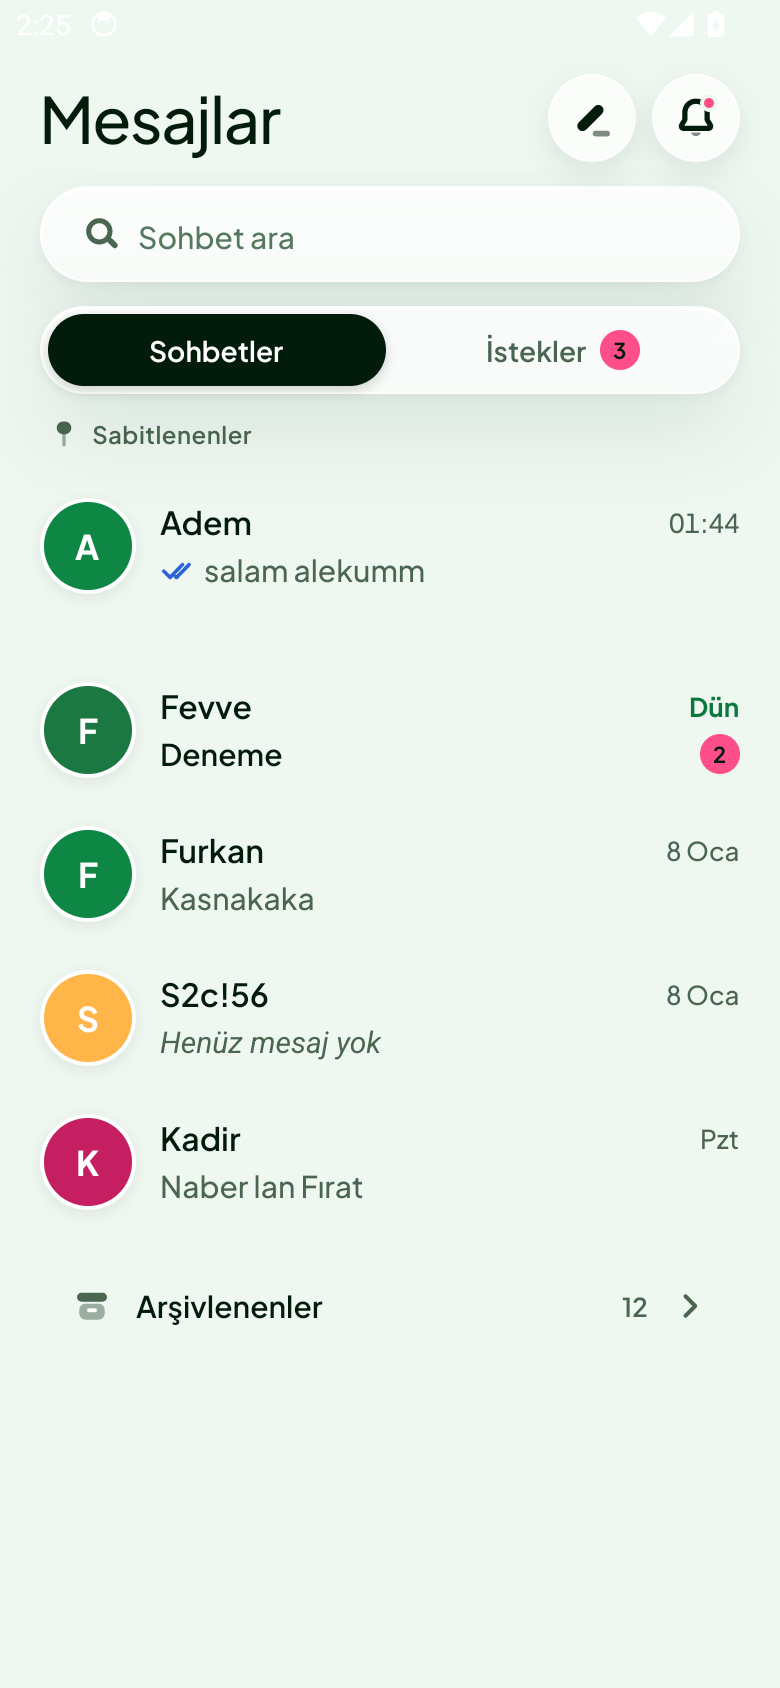 2:25
Mesajlar
Sohbet ara
Sohbetler
İstekler 3
Sabitlenenler
A
Adem 01:44
salam alekumm
F
Fevve Dün
Deneme 2
F
Furkan 8 Oca
Kasnakaka
S
S2c!56 8 Oca
Henüz mesaj yok
K
Kadir Pzt
Naber lan Fırat
Arşivlenenler 12